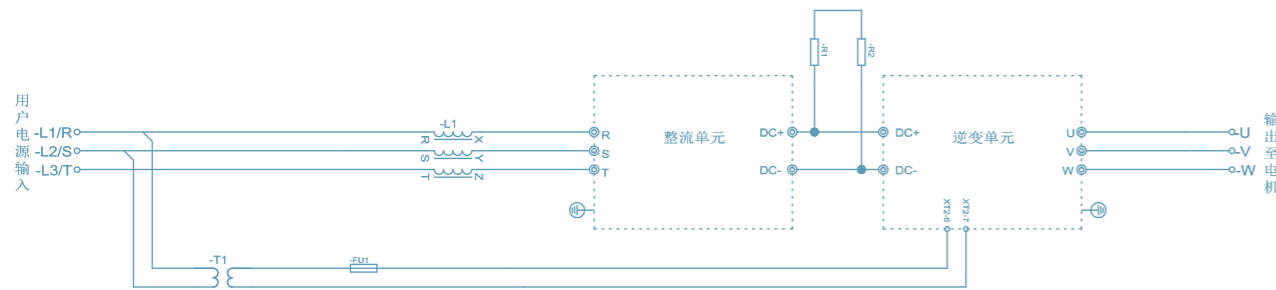 用户电源输入
-L1/R
-L2/S
-L3/T
-L1
R X
S Y
T Z
R
S
T
整流单元
DC+
DC-
-R1
-R2
DC+
DC-
逆变单元
U
V
W
XT2-6
XT2-7
-U
-V
-W
输出至电机
-T1
-FU1